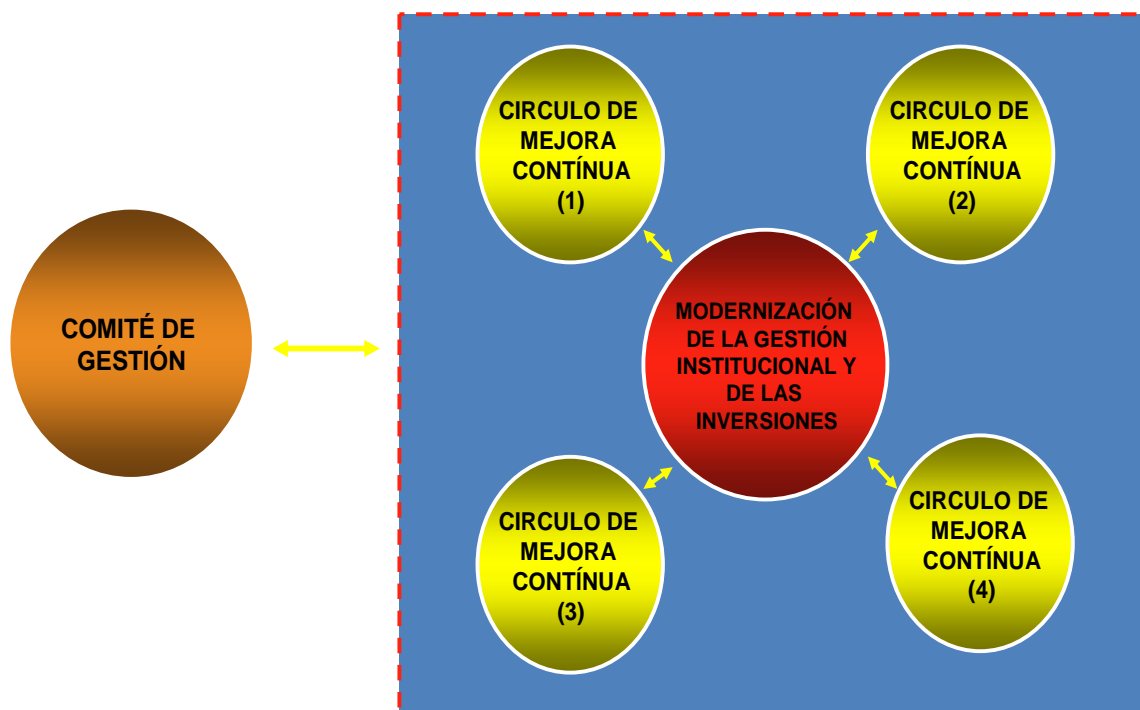 CIRCULO DE
MEJORA
CONTÍNUA
(1)
CIRCULO DE
MEJORA
CONTÍNUA
(2)
COMITÉ DE
GESTIÓN
MODERNIZACIÓN
DE LA GESTIÓN
INSTITUCIONAL Y
DE LAS
INVERSIONES
CIRCULO DE
MEJORA
CONTÍNUA
(3)
CIRCULO DE
MEJORA
CONTÍNUA
(4)